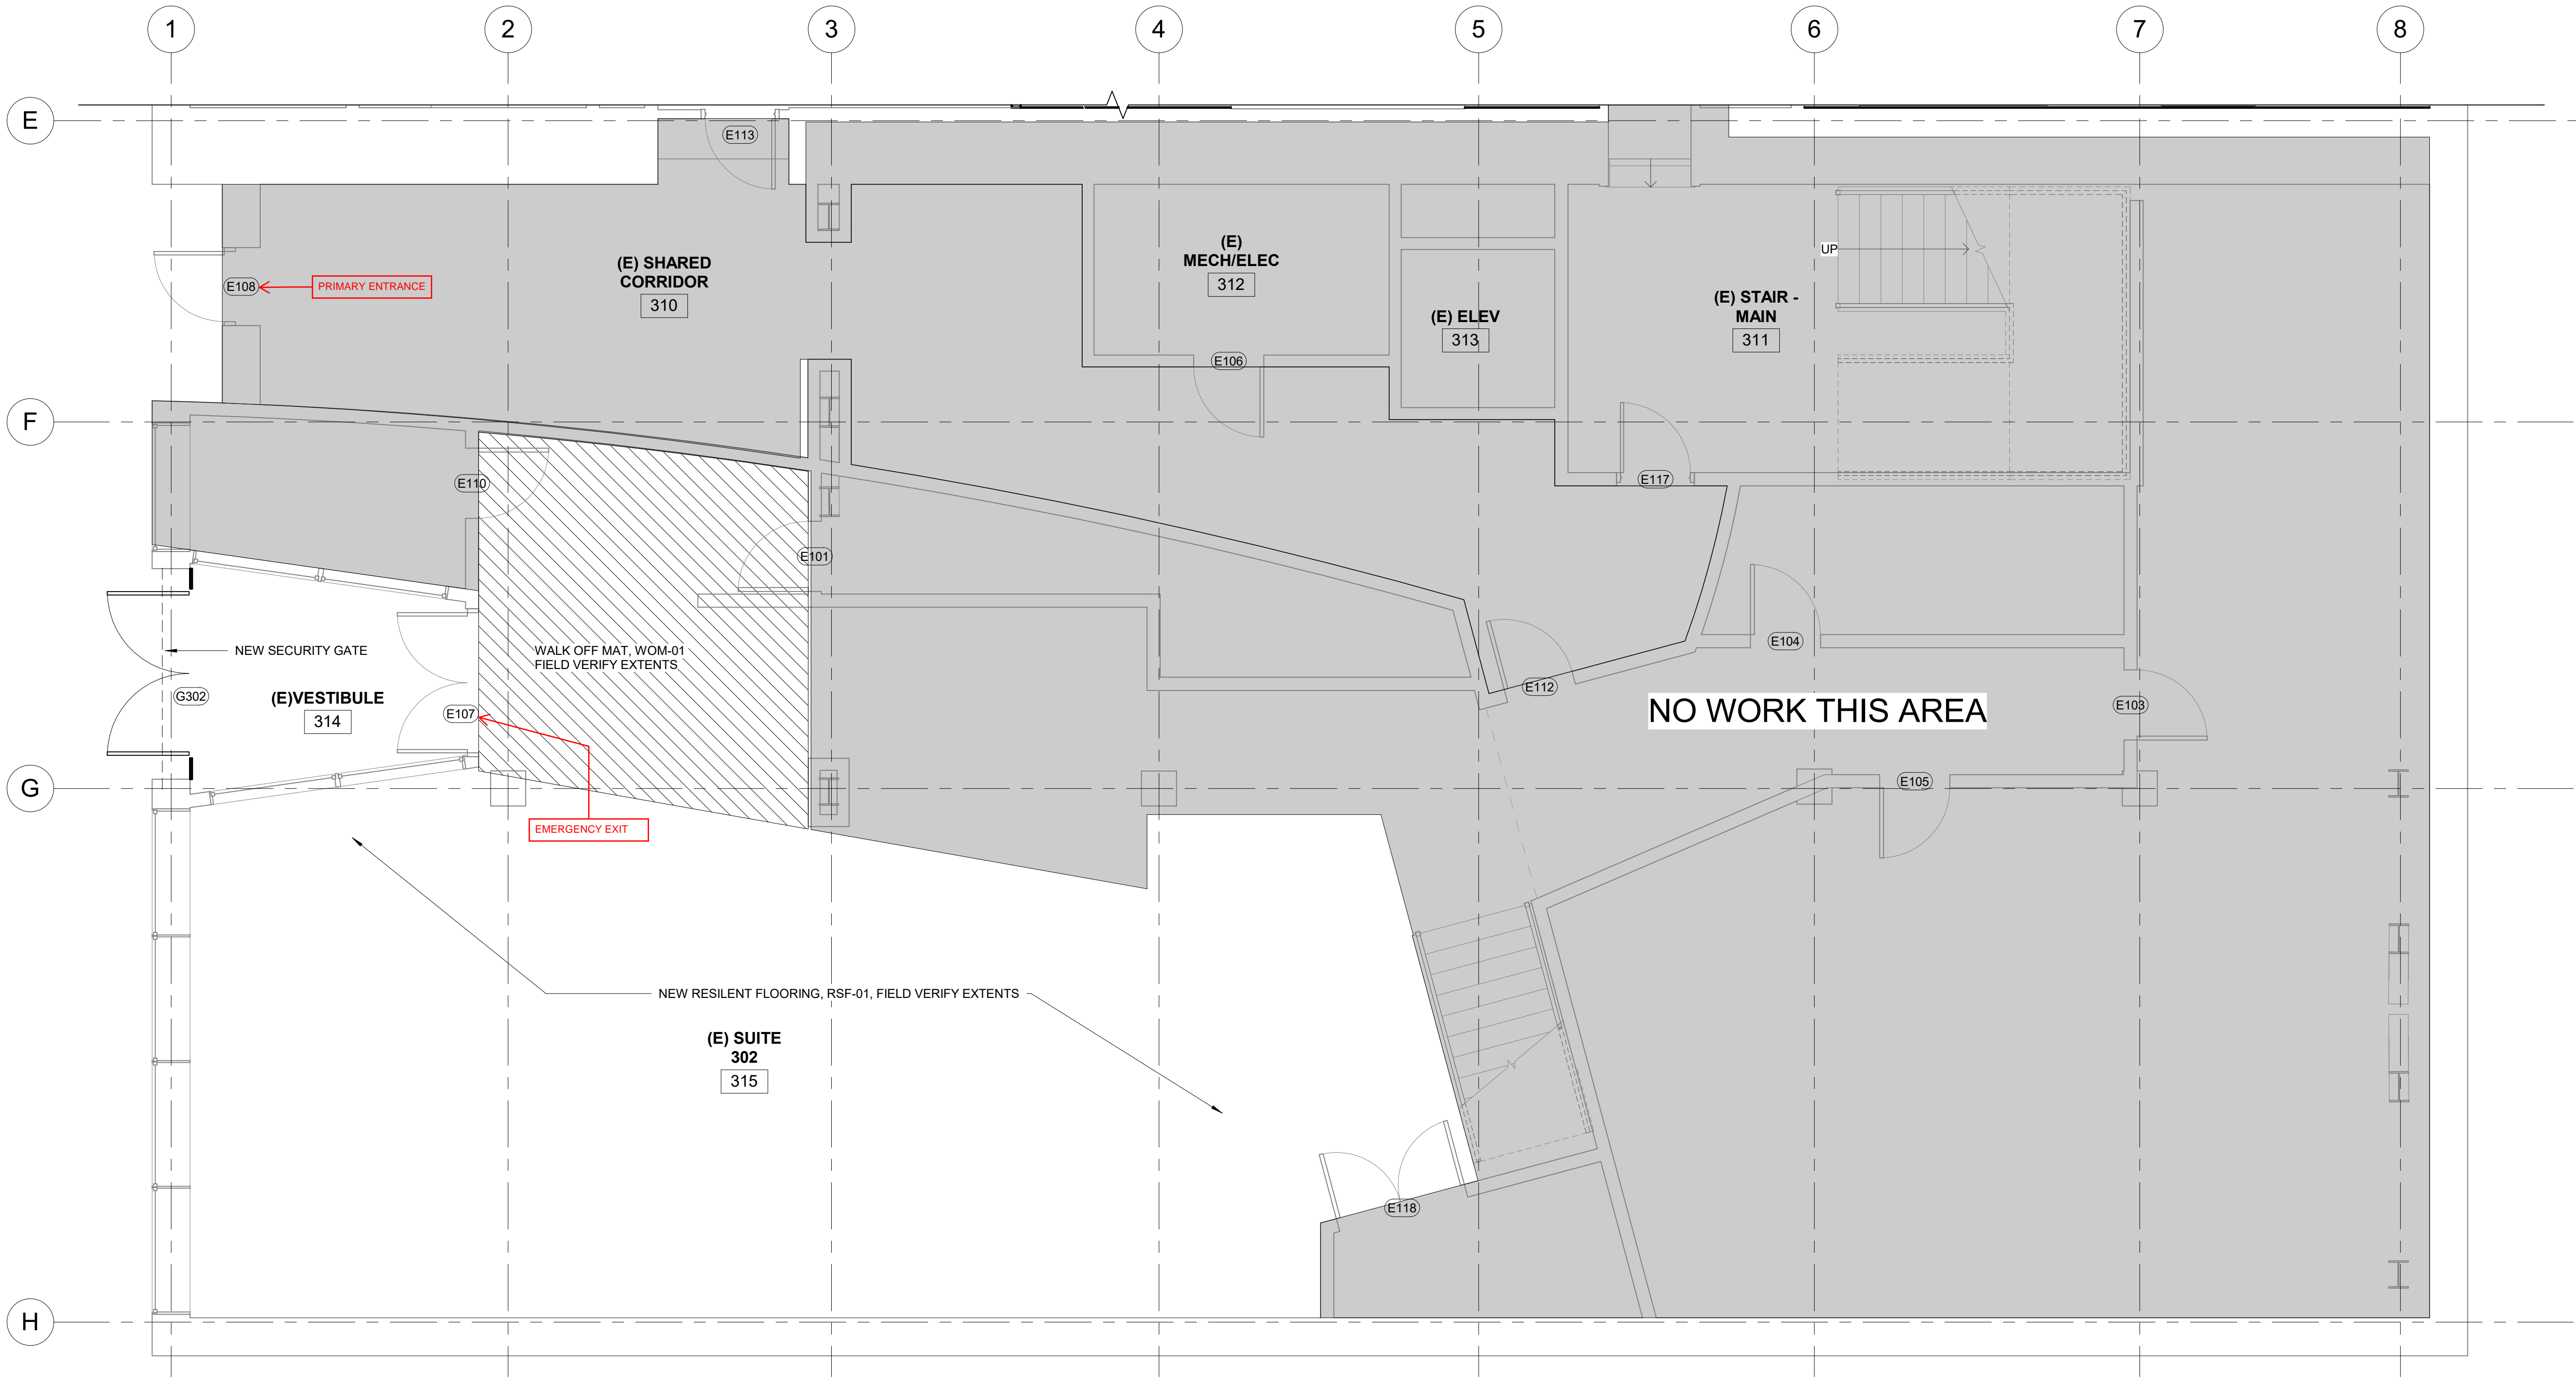 1
2
3
4
5
6
7
8
E
E113
(E) SHARED
CORRIDOR
310
(E)
MECH/ELEC
312
UP
E108
PRIMARY ENTRANCE
(E) STAIR -
MAIN
311
(E) ELEV
313
E106
F
E110
E117
E101
NEW SECURITY GATE
WALK OFF MAT, WOM-01
FIELD VERIFY EXTENTS
E104
G302
(E)VESTIBULE
314
E107
E112
NO WORK THIS AREA
E103
G
E105
EMERGENCY EXIT
NEW RESILENT FLOORING, RSF-01, FIELD VERIFY EXTENTS
(E) SUITE
302
315
E118
H